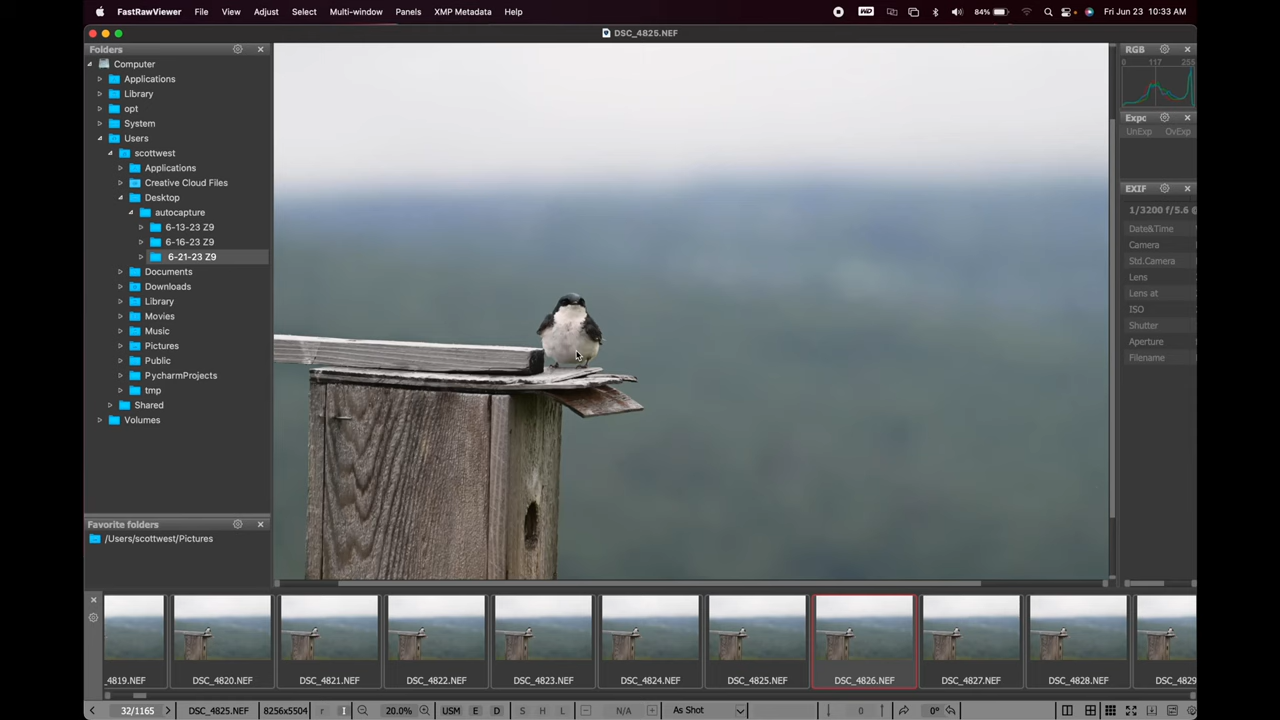 FastRawViewer File View Adjust Select Multi-window Panels XMP Metadata Help WD 84% Fri Jun 23 10:33 AM
DSC_4825.NEF
Folders
Computer
Applications
Library
opt
System
Users
scottwest
Applications
Creative Cloud Files
Desktop
autocapture
6-13-23 Z9
6-16-23 Z9
6-21-23 Z9
Documents
Downloads
Library
Movies
Music
Pictures
Public
PycharmProjects
tmp
Shared
Volumes
Favorite folders
/Users/scottwest/Pictures
RGB
0 117 255
Expc
UnExp OvExp
EXIF
1/3200 f/5.6
Date&Time
Camera
Std.Camera
Lens
Lens at
ISO
Shutter
Aperture
Filename
_4819.NEF DSC_4820.NEF DSC_4821.NEF DSC_4822.NEF DSC_4823.NEF DSC_4824.NEF DSC_4825.NEF DSC_4826.NEF DSC_4827.NEF DSC_4828.NEF DSC_4829
32/1165 DSC_4825.NEF 8256x5504 r I 20.0% USM E D S H L N/A As Shot 0 0°